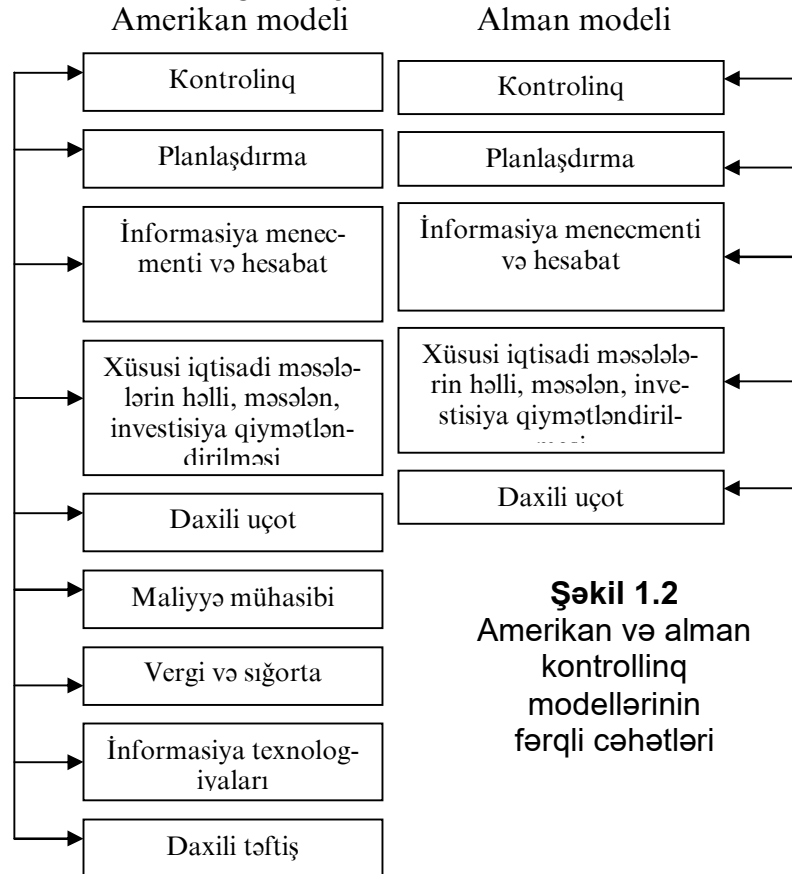 Amerikan modeli
Kontrolinq
Planlaşdırma
İnformasiya menec-
menti və hesabat
Xüsusi iqtisadi məsələ-
lərin həlli, məsələn,
investisiya qiymətlən-
dirilməsi
Daxili uçot
Maliyyə mühasibi
Vergi və sığorta
İnformasiya texnolog-
iyaları
Daxili təftiş
Alman modeli
Kontrolinq
Planlaşdırma
İnformasiya menecmenti
və hesabat
Xüsusi iqtisadi məsələlə-
rin həlli, məsələn, inve-
stisiya qiymətləndiril-
məsi
Daxili uçot
Şəkil 1.2
Amerikan və alman
kontrollinq
modellərinin
fərqli cəhətləri